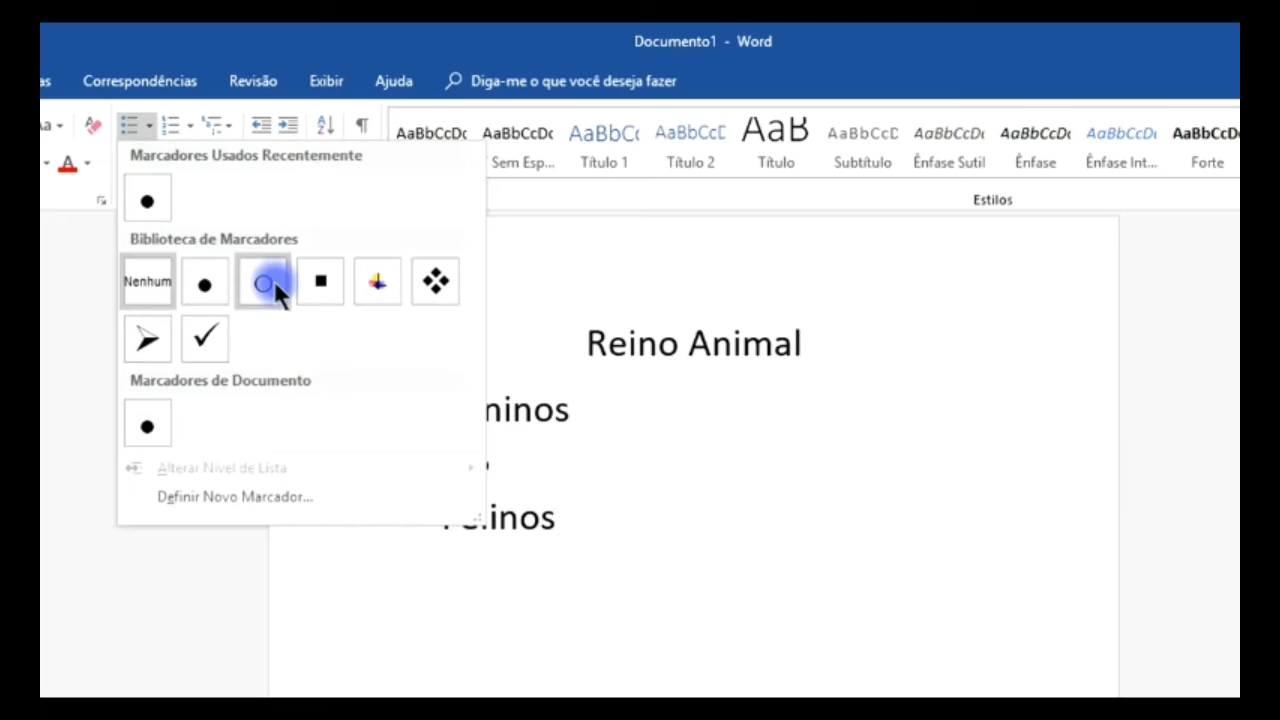 Documento1 - Word
Correspondências Revisão Exibir Ajuda Diga-me o que você deseja fazer
AaBbCcDc AaBbCcDc AaBbCc AaBbCcD AaB AaBbCcD AaBbCcDc AaBbCcDc AaBbCcDc AaBbCcDc
Sem Esp... Título 1 Título 2 Título Subtítulo Ênfase Sutil Ênfase Ênfase Int... Forte
Estilos
Marcadores Usados Recentemente
Biblioteca de Marcadores
Nenhum
Marcadores de Documento
Alterar Nível de Lista
Definir Novo Marcador...
Reino Animal
ninos
linos